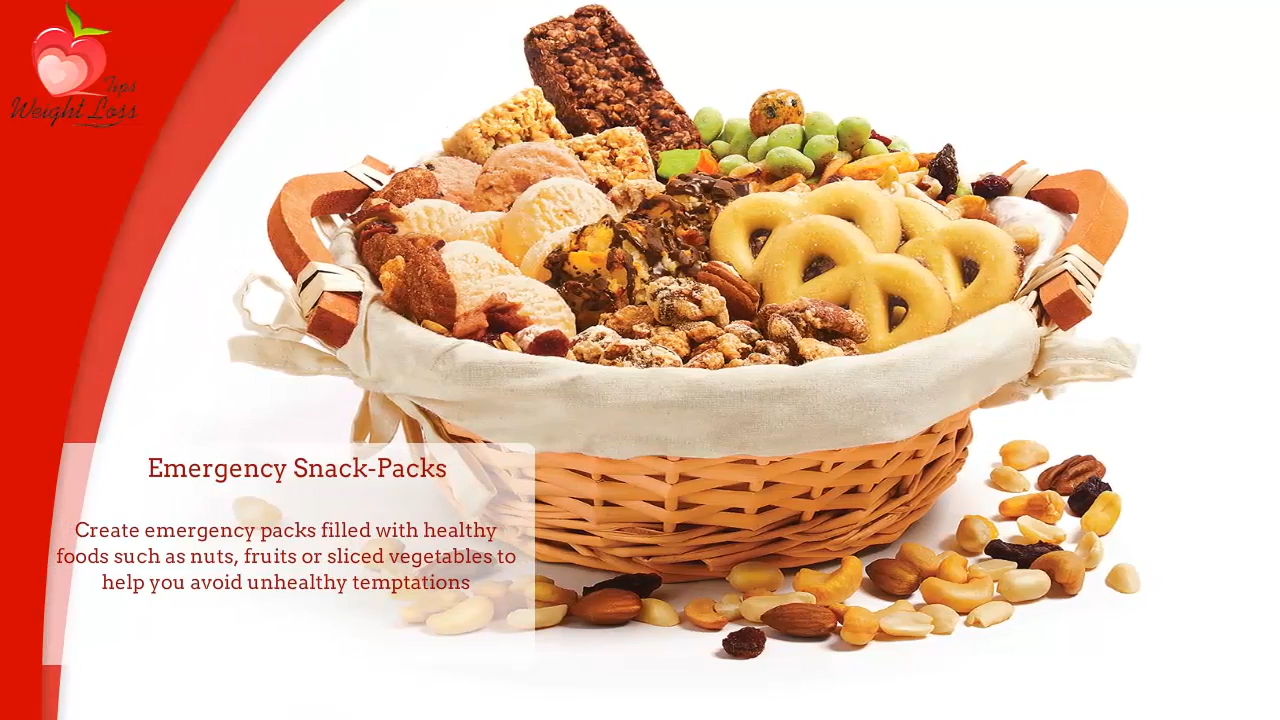 Tips
Weight Loss
Emergency Snack-Packs
Create emergency packs filled with healthy
foods such as nuts, fruits or sliced vegetables to
help you avoid unhealthy temptations